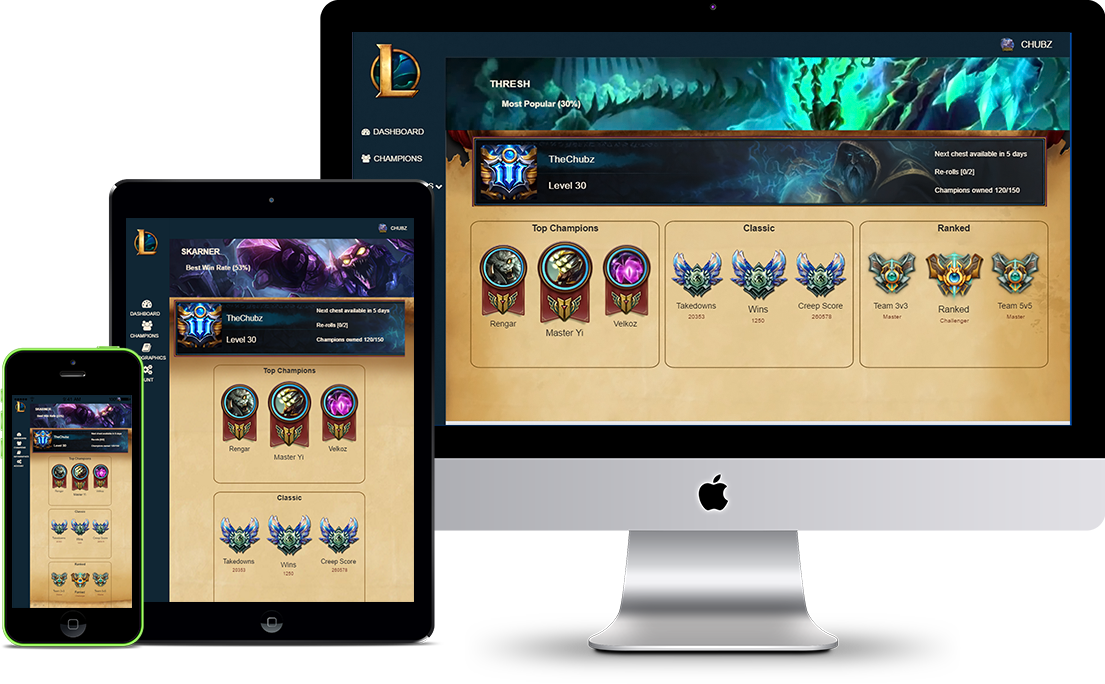 CHUBZ
THRESH
Most Popular (30%)
DASHBOARD
CHAMPIONS
TheChubz
Level 30
Next chest available in 5 days
Re-rolls [0/2]
Champions owned 120/150
Top Champions
Rengar
Master Yi
Velkoz
Classic
Takedowns
20353
Wins
1250
Creep Score
260578
Ranked
Team 3v3
Master
Ranked
Challenger
Team 5v5
Master
CHUBZ
SKARNER
Best Win Rate (53%)
DASHBOARD
CHAMPIONS
TheChubz
Level 30
Next chest available in 5 days
Re-rolls [0/2]
Champions owned 120/150
Top Champions
Rengar
Master Yi
Velkoz
Classic
Takedowns
20353
Wins
1250
Creep Score
260578
SKARNER
TheChubz
Level 30
Top Champions
Rengar
Master Yi
Velkoz
Classic
Wins
Ranked
Ranked